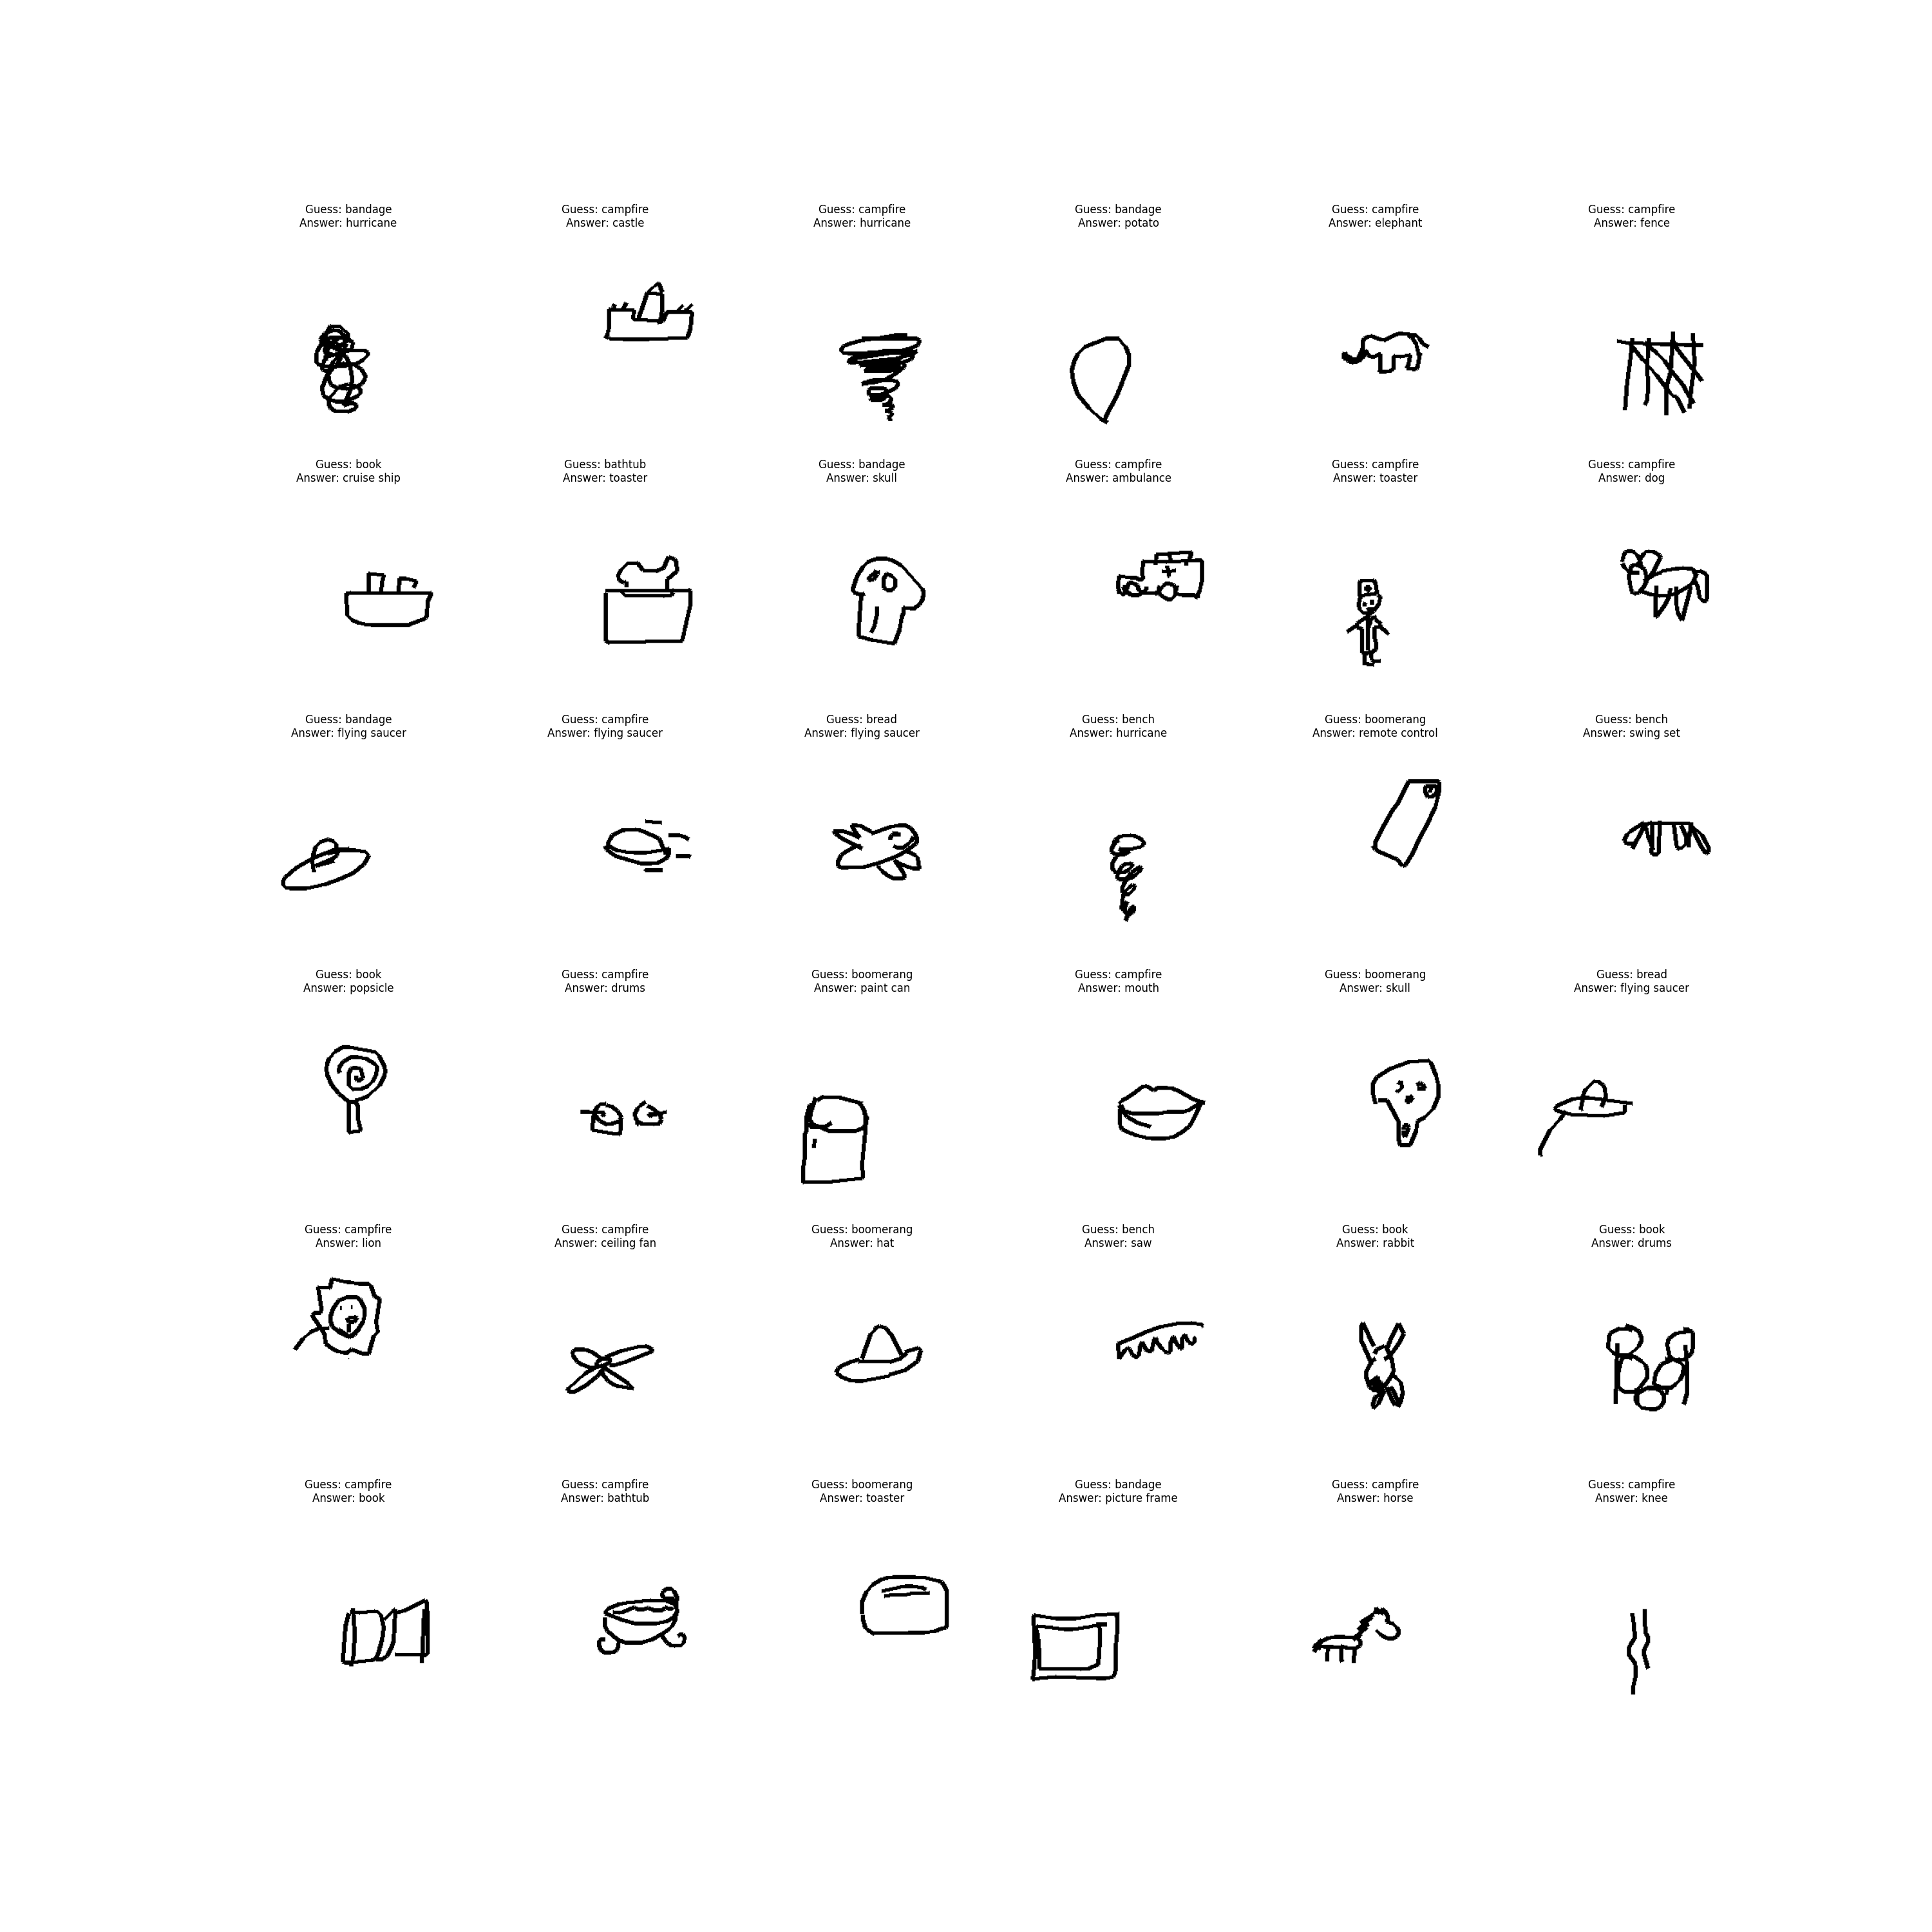 Guess: bandage
Answer: hurricane
Guess: campfire
Answer: castle
Guess: campfire
Answer: hurricane
Guess: bandage
Answer: potato
Guess: campfire
Answer: elephant
Guess: campfire
Answer: fence
Guess: book
Answer: cruise ship
Guess: bathtub
Answer: toaster
Guess: bandage
Answer: skull
Guess: campfire
Answer: ambulance
Guess: campfire
Answer: toaster
Guess: campfire
Answer: dog
Guess: bandage
Answer: flying saucer
Guess: campfire
Answer: flying saucer
Guess: bread
Answer: flying saucer
Guess: bench
Answer: hurricane
Guess: boomerang
Answer: remote control
Guess: bench
Answer: swing set
Guess: book
Answer: popsicle
Guess: campfire
Answer: drums
Guess: boomerang
Answer: paint can
Guess: campfire
Answer: mouth
Guess: boomerang
Answer: skull
Guess: bread
Answer: flying saucer
Guess: campfire
Answer: lion
Guess: campfire
Answer: ceiling fan
Guess: boomerang
Answer: hat
Guess: bench
Answer: saw
Guess: book
Answer: rabbit
Guess: book
Answer: drums
Guess: campfire
Answer: book
Guess: campfire
Answer: bathtub
Guess: boomerang
Answer: toaster
Guess: bandage
Answer: picture frame
Guess: campfire
Answer: horse
Guess: campfire
Answer: knee